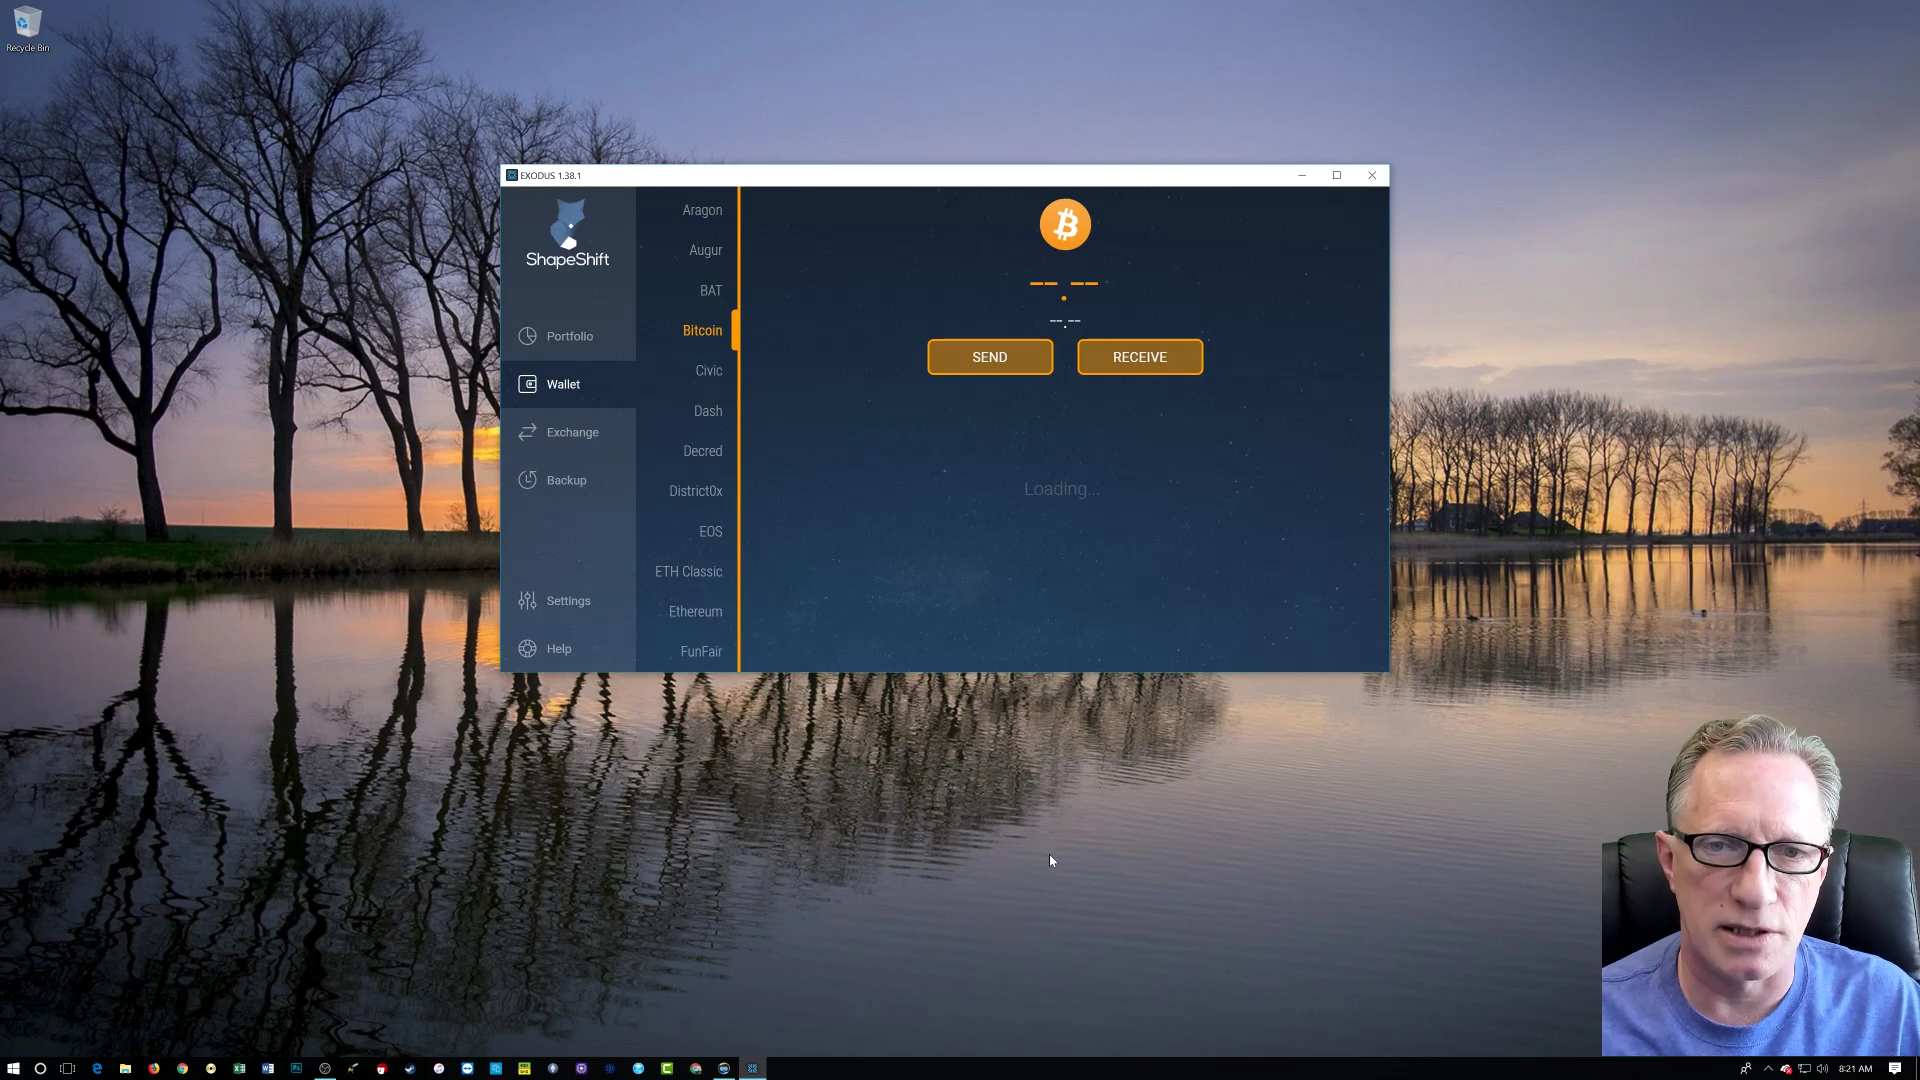 Recycle Bin
EXODUS 1.38.1
ShapeShift
Portfolio
Wallet
Exchange
Backup
Settings
Help
Aragon
Augur
BAT
Bitcoin
Civic
Dash
Decred
District0x
EOS
ETH Classic
Ethereum
FunFair
--.--
--.--
SEND
RECEIVE
Loading...
8:21 AM